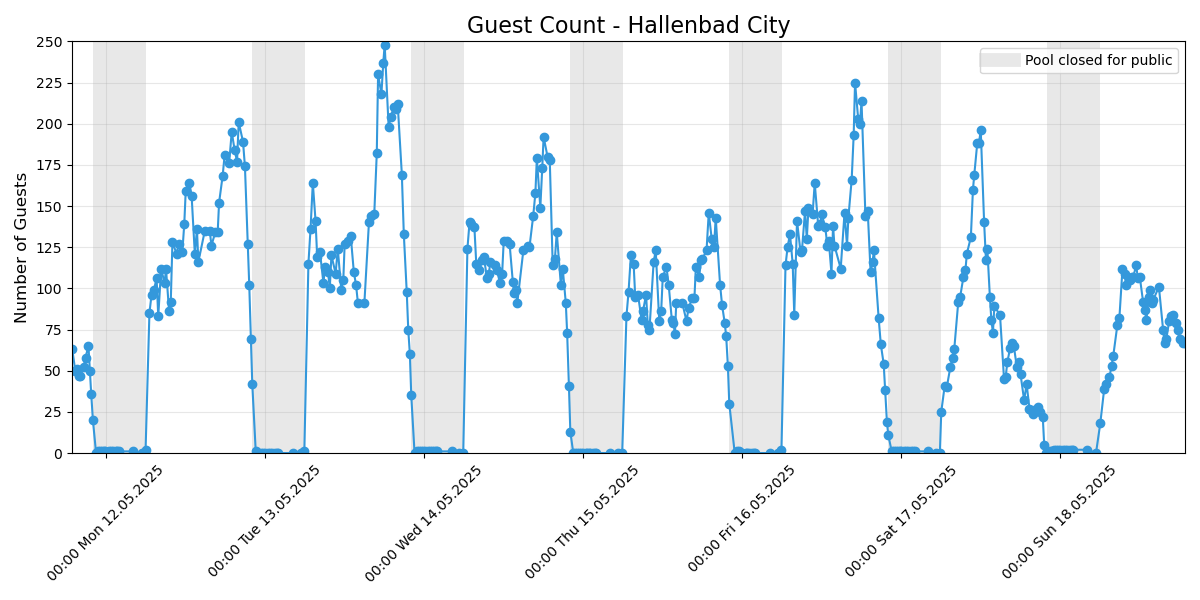 Guest Count - Hallenbad City
Pool closed for public
Number of Guests
250
225
200
175
150
125
100
75
50
25
0
00:00 Mon 12.05.2025
00:00 Tue 13.05.2025
00:00 Wed 14.05.2025
00:00 Thu 15.05.2025
00:00 Fri 16.05.2025
00:00 Sat 17.05.2025
00:00 Sun 18.05.2025